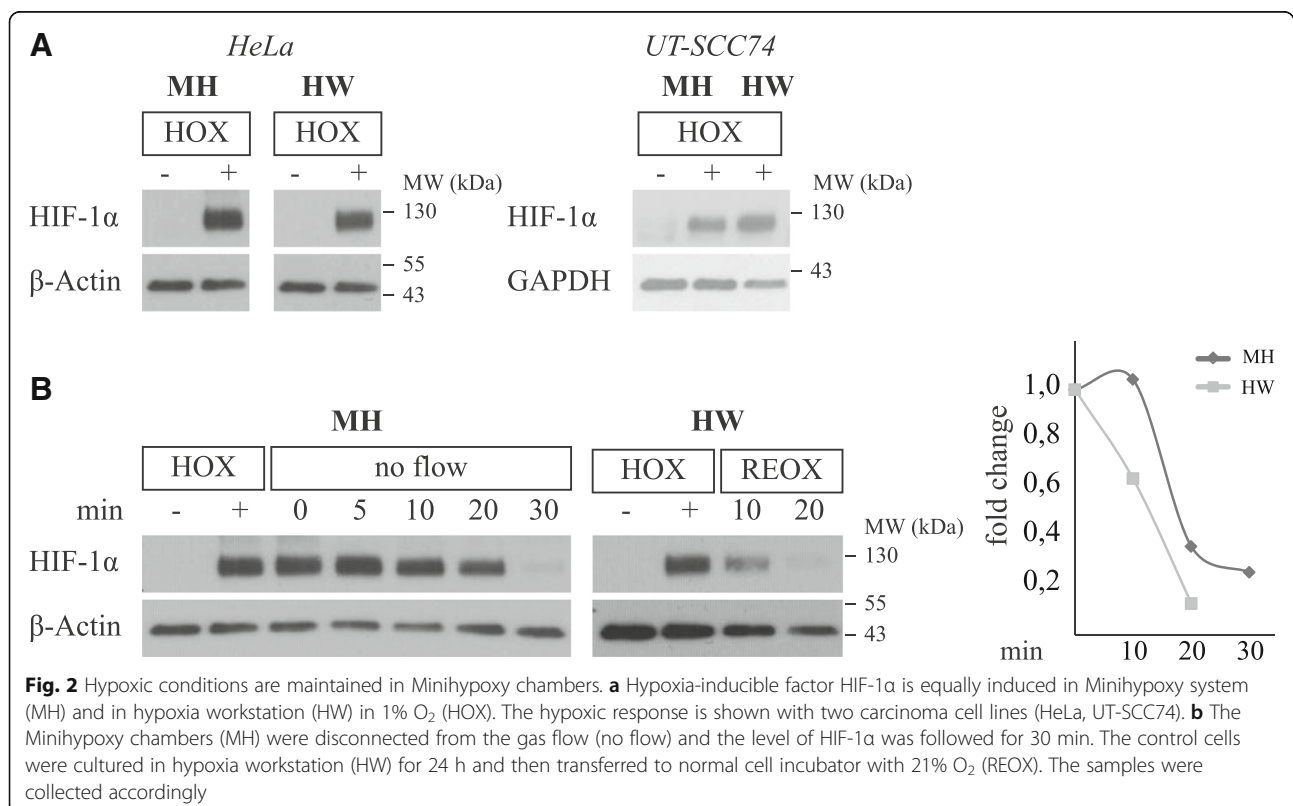 A
HeLa
UT-SCC74
MH HW
MH HW
HOX HOX
HOX
- + - +
- + +
MW (kDa)
MW (kDa)
HIF-1α
130
HIF-1α
130
β-Actin
55
43
GAPDH
43
B
MH
HW
HOX no flow
HOX REOX
min - + 0 5 10 20 30
- + 10 20
MW (kDa)
HIF-1α
130
β-Actin
55
43
MH
HW
fold change
1,0
0,8
0,6
0,4
0,2
min 10 20 30
Fig. 2 Hypoxic conditions are maintained in Minihypoxy chambers. a Hypoxia-inducible factor HIF-1α is equally induced in Minihypoxy system
(MH) and in hypoxia workstation (HW) in 1% O₂ (HOX). The hypoxic response is shown with two carcinoma cell lines (HeLa, UT-SCC74). b The
Minihypoxy chambers (MH) were disconnected from the gas flow (no flow) and the level of HIF-1α was followed for 30 min. The control cells
were cultured in hypoxia workstation (HW) for 24 h and then transferred to normal cell incubator with 21% O₂ (REOX). The samples were
collected accordingly